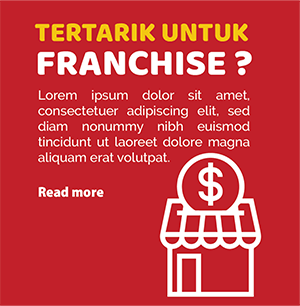 TERTARIK UNTUK
FRANCHISE ?
Lorem ipsum dolor sit amet,
consectetuer adipiscing elit, sed
diam nonummy nibh euismod
tincidunt ut laoreet dolore magna
aliquam erat volutpat.
Read more
$